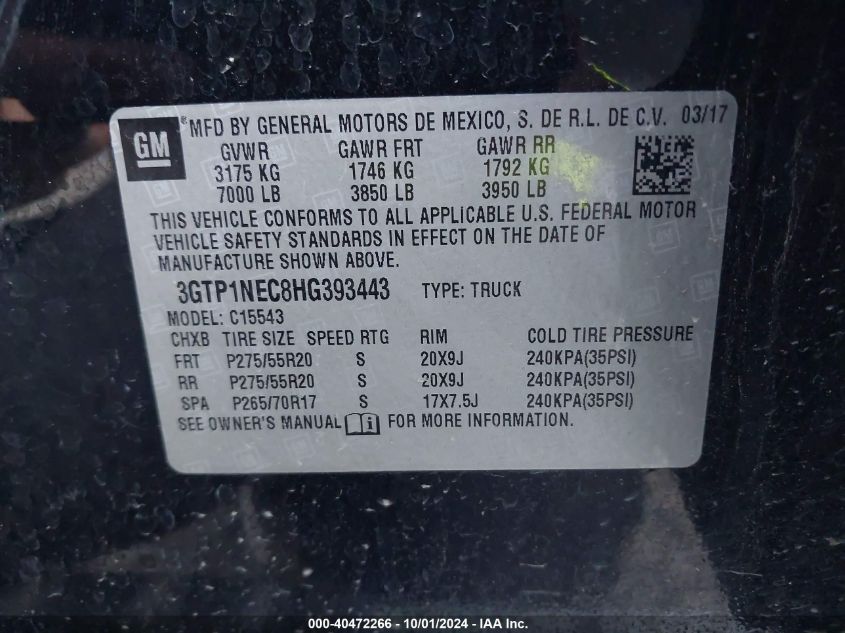 GM ® MFD BY GENERAL MOTORS DE MEXICO, S. DE R.L. DE C.V. 03/17
GVWR GAWR FRT GAWR RR
3175 KG 1746 KG 1792 KG
7000 LB 3850 LB 3950 LB
THIS VEHICLE CONFORMS TO ALL APPLICABLE U.S. FEDERAL MOTOR
VEHICLE SAFETY STANDARDS IN EFFECT ON THE DATE OF
MANUFACTURE SHOWN ABOVE.
3GTP1NEC8HG393443 TYPE: TRUCK
MODEL: C15543
CHXB TIRE SIZE SPEED RTG RIM COLD TIRE PRESSURE
FRT P275/55R20 S 20X9J 240KPA(35PSI)
RR P275/55R20 S 20X9J 240KPA(35PSI)
SPA P265/70R17 S 17X7.5J 240KPA(35PSI)
SEE OWNER'S MANUAL i FOR MORE INFORMATION.
000-40472266 - 10/01/2024 - IAA Inc.